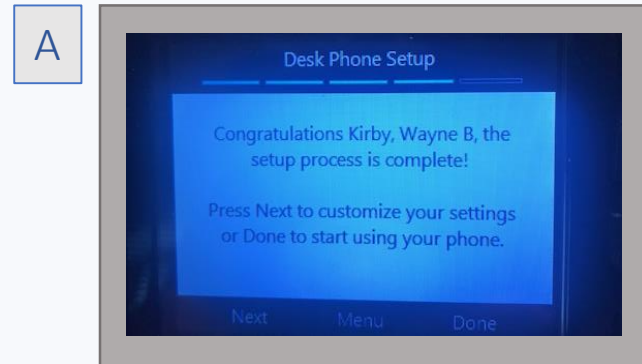 A
Desk Phone Setup
Congratulations Kirby, Wayne B, the
setup process is complete!
Press Next to customize your settings
or Done to start using your phone.
Next Menu Done